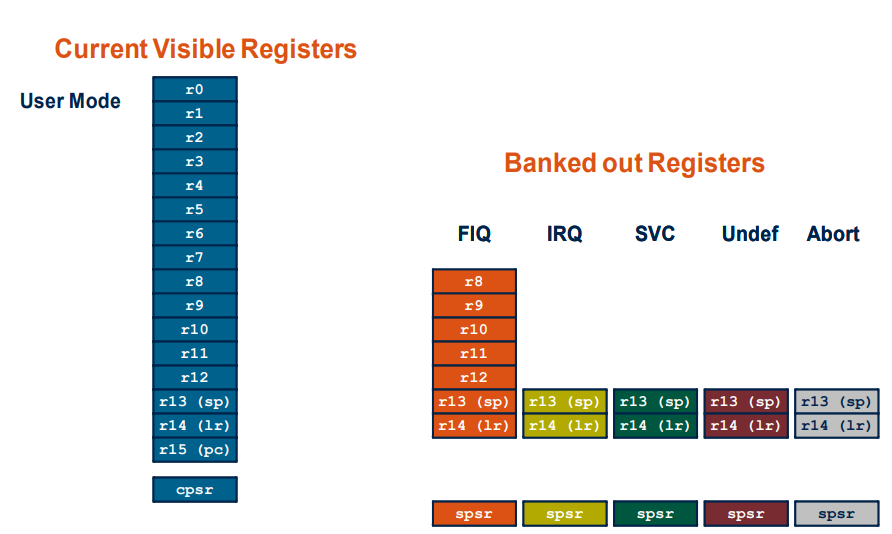 Current Visible Registers
User Mode
r0
r1
r2
r3
r4
r5
r6
r7
r8
r9
r10
r11
r12
r13 (sp)
r14 (lr)
r15 (pc)
cpsr
Banked out Registers
FIQ IRQ SVC Undef Abort
r8
r9
r10
r11
r12
r13 (sp) r13 (sp) r13 (sp) r13 (sp) r13 (sp)
r14 (lr) r14 (lr) r14 (lr) r14 (lr) r14 (lr)
spsr spsr spsr spsr spsr